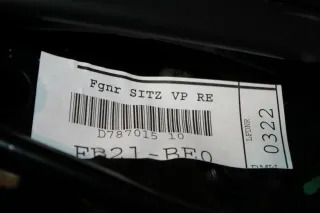 Fgnr SITZ VP RE
D787015 10
LFDNR
0322